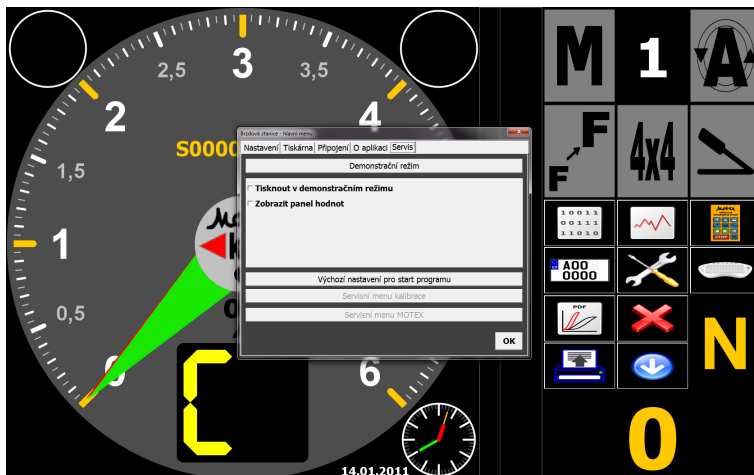 2,5
3
3,5
2
4
S0000
1,5
1
0,5
0
6
C
14.01.2011
Brzdová stanice - hlavní menu
Nastavení
Tiskárna
Připojení
O aplikaci
Servis
Demonstrační režim
Tisknout v demonstračním režimu
Zobrazit panel hodnot
Výchozí nastavení pro start programu
Servisní menu kalibrace
Servisní menu MOTEX
OK
M
1
A
F
F
4x4
10011
00111
11010
MOTEX
A00
0000
PDF
N
0